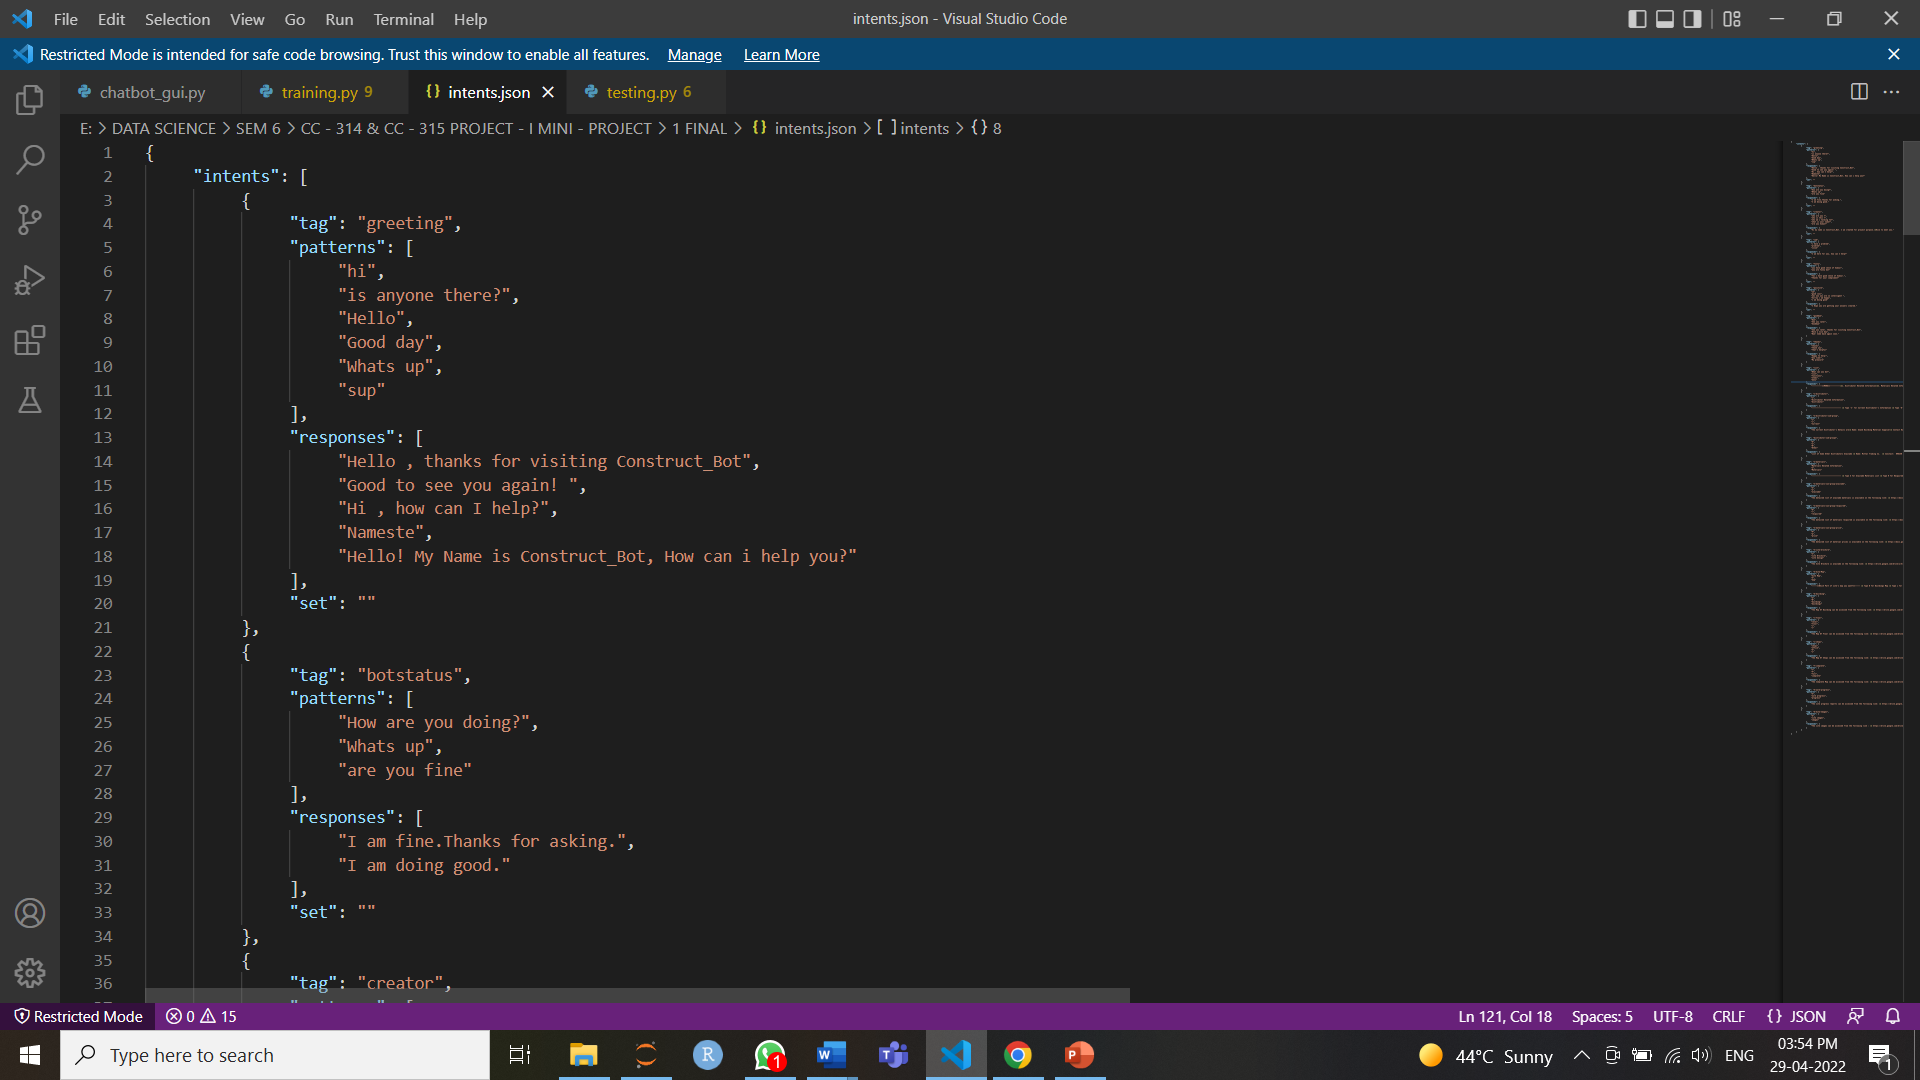 File Edit Selection View Go Run Terminal Help
intents.json - Visual Studio Code
Restricted Mode is intended for safe code browsing. Trust this window to enable all features. Manage Learn More
chatbot_gui.py training.py 9 {} intents.json testing.py 6
E: > DATA SCIENCE > SEM 6 > CC - 314 & CC - 315 PROJECT - I MINI - PROJECT > 1 FINAL > {} intents.json > [ ] intents > {} 8
1 {
2 "intents": [
3 {
4 "tag": "greeting",
5 "patterns": [
6 "hi",
7 "is anyone there?",
8 "Hello",
9 "Good day",
10 "Whats up",
11 "sup"
12 ],
13 "responses": [
14 "Hello , thanks for visiting Construct_Bot",
15 "Good to see you again! ",
16 "Hi , how can I help?",
17 "Nameste",
18 "Hello! My Name is Construct_Bot, How can i help you?"
19 ],
20 "set": ""
21 },
22 {
23 "tag": "botstatus",
24 "patterns": [
25 "How are you doing?",
26 "Whats up",
27 "are you fine"
28 ],
29 "responses": [
30 "I am fine.Thanks for asking.",
31 "I am doing good."
32 ],
33 "set": ""
34 },
35 {
36 "tag": "creator",
Restricted Mode 0 15 Ln 121, Col 18 Spaces: 5 UTF-8 CRLF {} JSON
Type here to search
44°C Sunny ENG
03:54 PM
29-04-2022